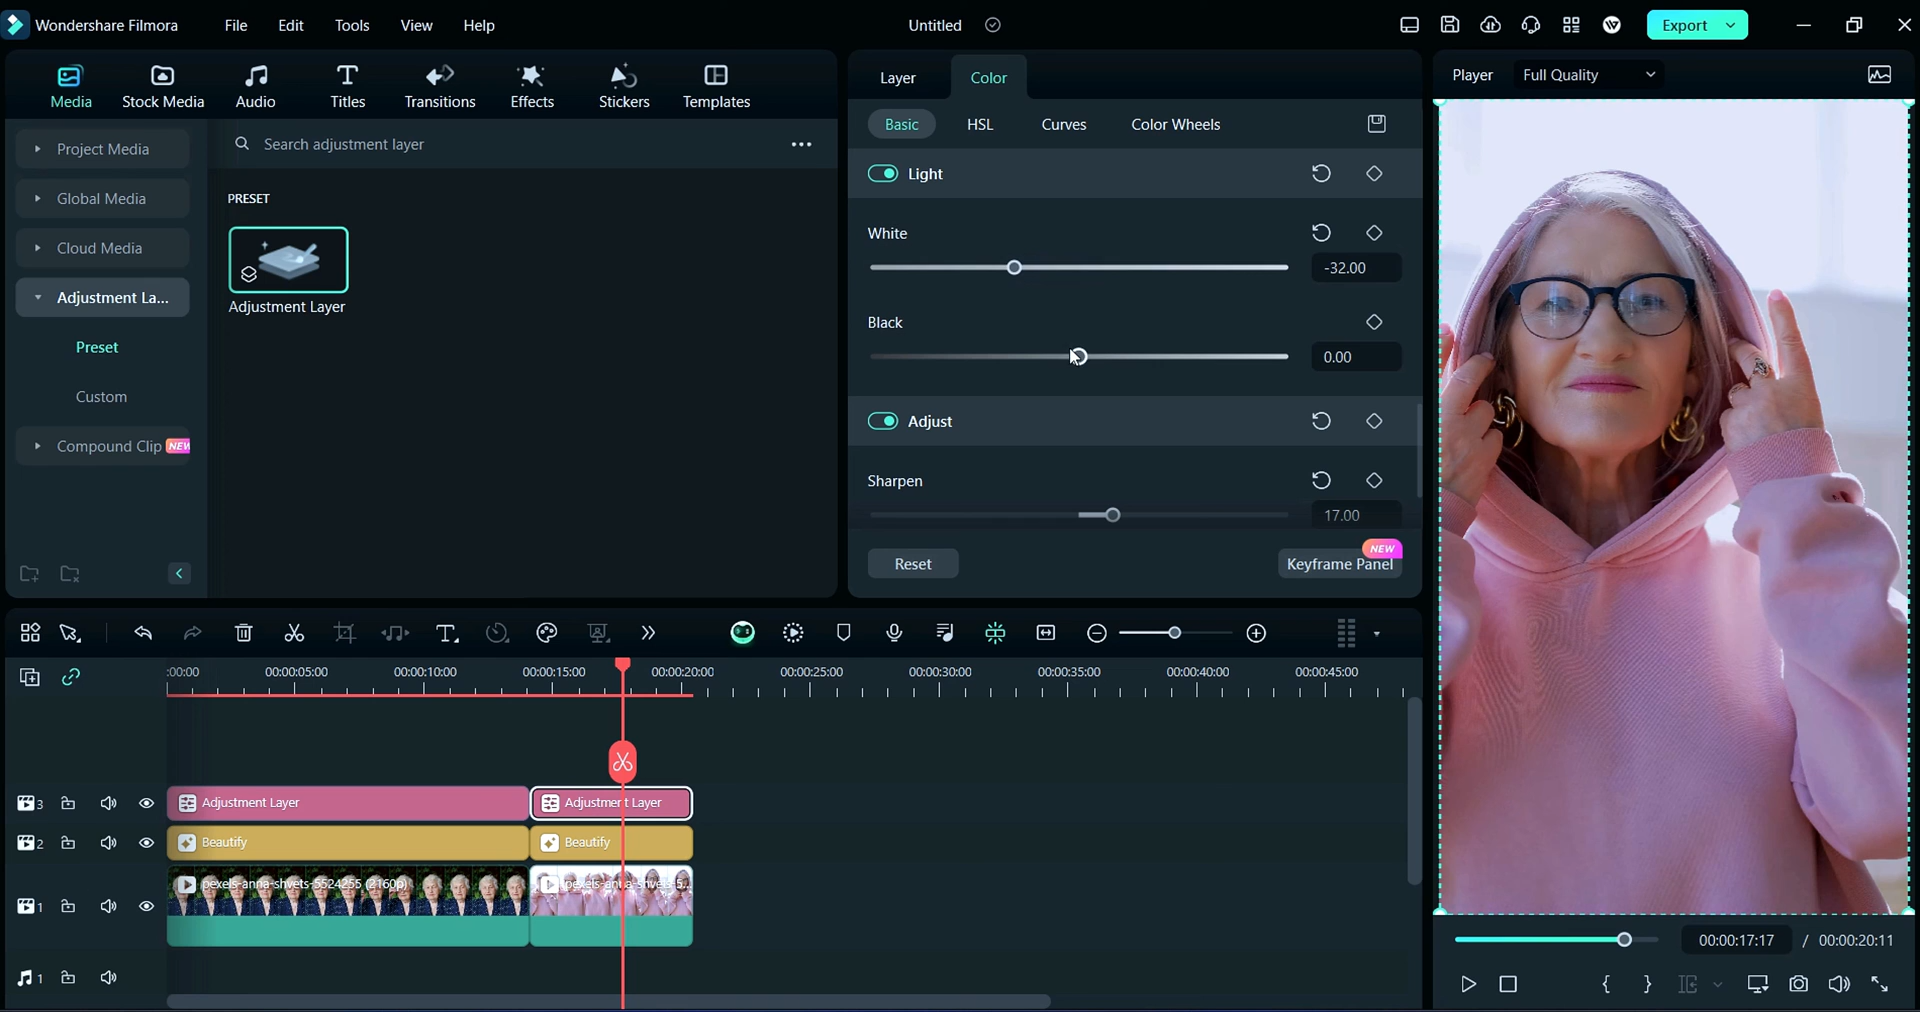 Wondershare Filmora
File
Edit
Tools
View
Help
Untitled
Export
Media
Stock Media
Audio
Titles
Transitions
Effects
Stickers
Templates
Project Media
Global Media
Cloud Media
Adjustment La...
Preset
Custom
Compound Clip NEW
Search adjustment layer
PRESET
Adjustment Layer
Layer
Color
Basic
HSL
Curves
Color Wheels
Light
White
-32.00
Black
0.00
Adjust
Sharpen
17.00
Reset
NEW
Keyframe Panel
Player
Full Quality
:00:00
00:00:05:00
00:00:10:00
00:00:15:00
00:00:20:00
00:00:25:00
00:00:30:00
00:00:35:00
00:00:40:00
00:00:45:00
3
Adjustment Layer
Adjustment Layer
2
Beautify
Beautify
1
pexels-anna-shvets-5524255 (2160p)
pexels-anna-shvets-5...
1
00:00:17:17 / 00:00:20:11